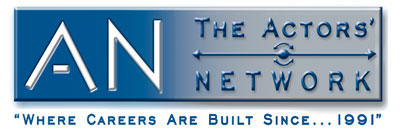 AN
THE ACTORS'
NETWORK
"WHERE CAREERS ARE BUILT SINCE...1991"